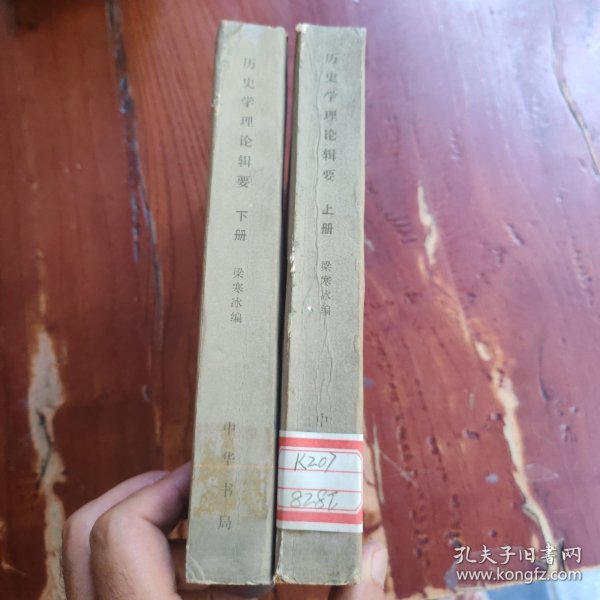 历史学理论辑要 下册 梁寒冰编 中华书局
历史学理论辑要 上册 梁寒冰编 中
K207
828I
孔夫子旧书网
www.kongfz.com